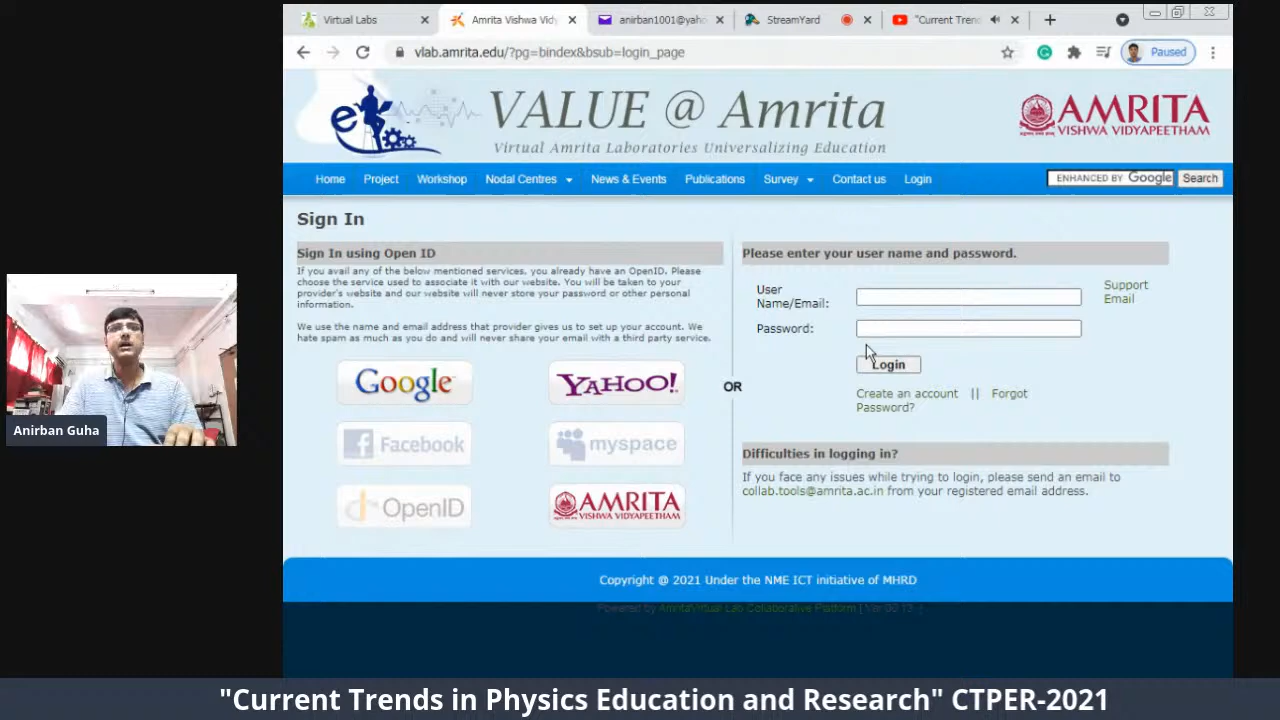 Virtual Labs
Amrita Vishwa Vid
anirban1001@yaho
StreamYard
"Current Tren
vlab.amrita.edu/?pg=bindex&bsub=login_page
Paused
e
VALUE @ Amrita
Virtual Amrita Laboratories Universalizing Education
AMRITA
VISHWA VIDYAPEETHAM
Home Project Workshop Nodal Centres News & Events Publications Survey Contact us Login
ENHANCED BY Google
Search
Sign In
Sign In using Open ID
If you avail any of the below mentioned services, you already have an OpenID. Please
choose the service used to associate it with our website. You will be taken to your
provider's website and our website will never store your password or other personal
information.
We use the name and email address that provider gives us to set up your account. We
hate spam as much as you do and will never share your email with a third party service.
Google
YAHOO!
Facebook
myspace
OpenID
AMRITA
VISHWA VIDYAPEETHAM
OR
Please enter your user name and password.
User
Name/Email:
Support
Email
Password:
Login
Create an account || Forgot
Password?
Difficulties in logging in?
If you face any issues while trying to login, please send an email to
collab.tools@amrita.ac.in from your registered email address.
Copyright @ 2021 Under the NME ICT initiative of MHRD
Powered by AmritaVirtual Lab Collaborative Platform
Anirban Guha
"Current Trends in Physics Education and Research" CTPER-2021